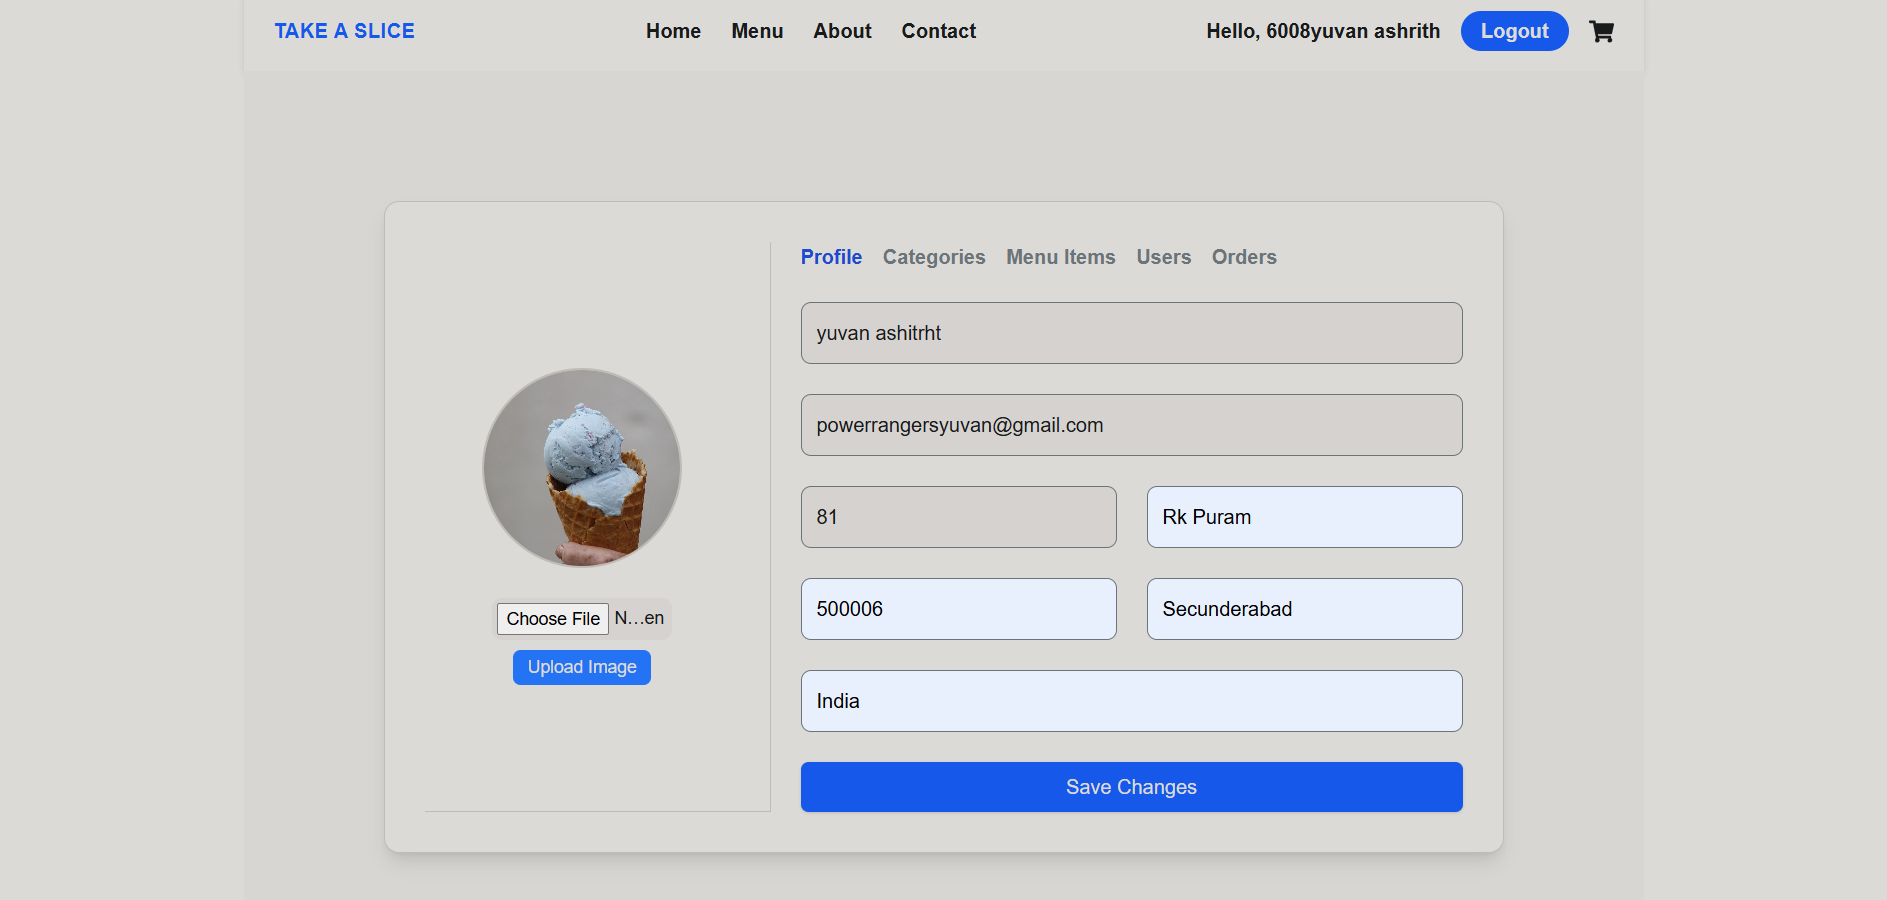 TAKE A SLICE Home Menu About Contact Hello, 6008yuvan ashrith Logout
Profile Categories Menu Items Users Orders
yuvan ashitrht
powerrangersyuvan@gmail.com
81 Rk Puram
500006 Secunderabad
India
Save Changes
Choose File N...en
Upload Image